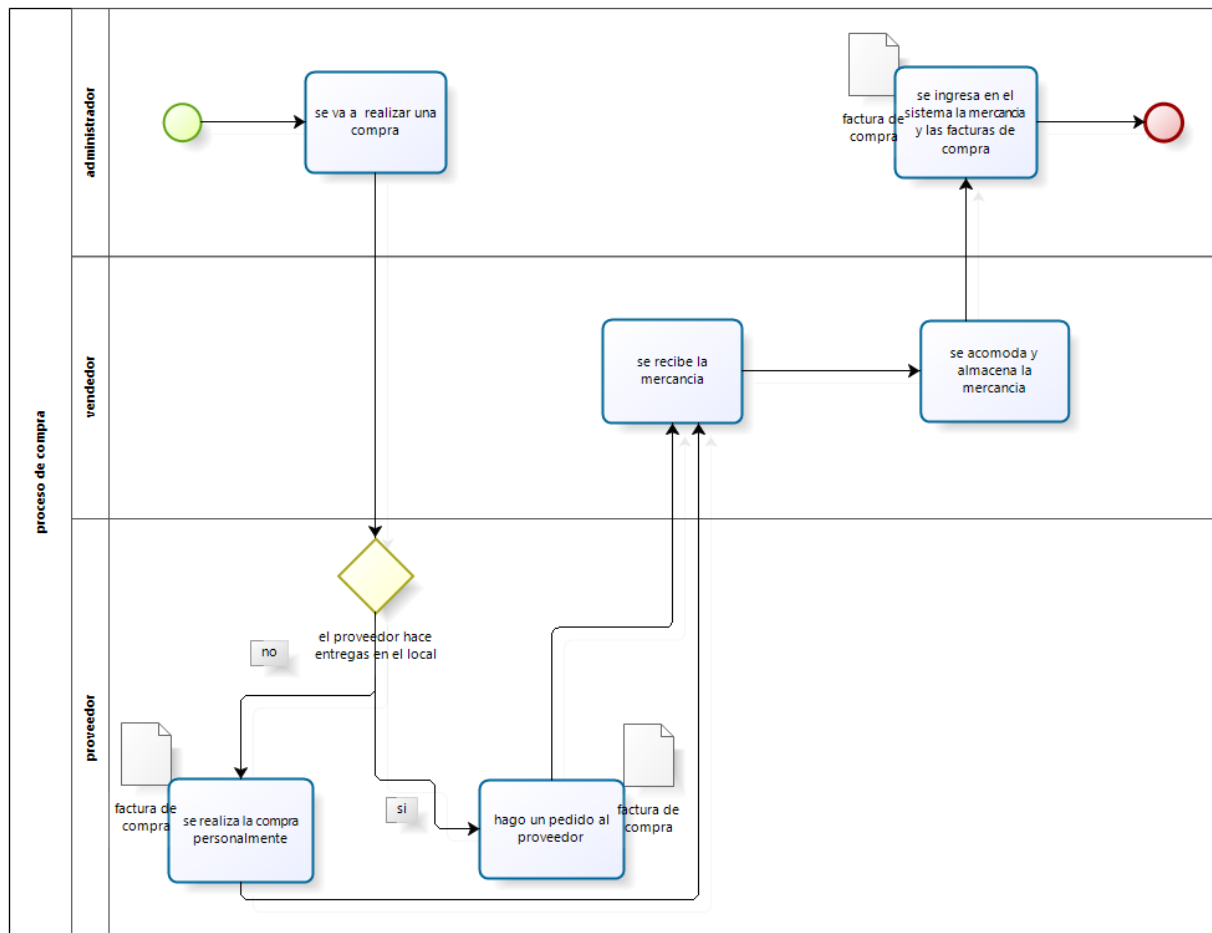 proceso de compra
administrador
se va a realizar una
compra
factura de
compra
se ingresa en el
sistema la mercancia
y las facturas de
compra
vendedor
se recibe la
mercancia
se acomoda y
almacena la
mercancia
proveedor
el proveedor hace
entregas en el local
no
si
factura de
compra
se realiza la compra
personalmente
hago un pedido al
proveedor
factura de
compra